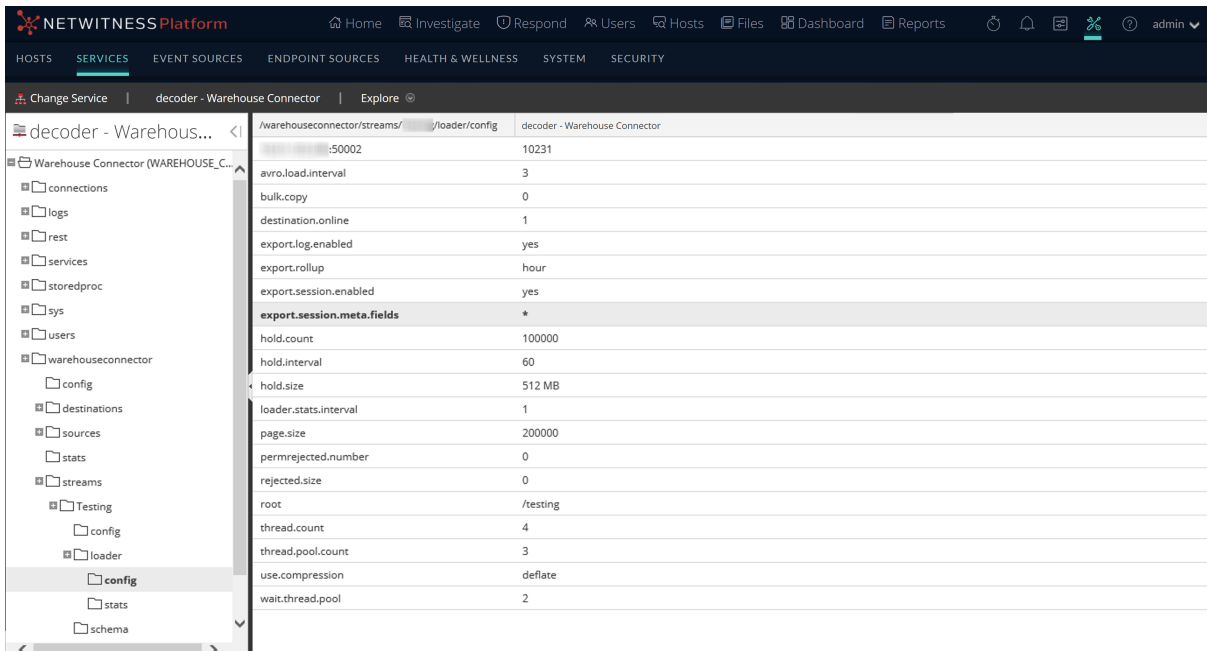 NETWITNESS Platform Home Investigate Respond Users Hosts Files Dashboard Reports admin
HOSTS SERVICES EVENT SOURCES ENDPOINT SOURCES HEALTH & WELLNESS SYSTEM SECURITY
Change Service | decoder - Warehouse Connector | Explore
decoder - Warehous...
Warehouse Connector (WAREHOUSE_C...
connections
logs
rest
services
storedproc
sys
users
warehouseconnector
config
destinations
sources
stats
streams
Testing
config
loader
config
stats
schema
/warehouseconnector/streams/ /loader/config decoder - Warehouse Connector
:50002 10231
avro.load.interval 3
bulk.copy 0
destination.online 1
export.log.enabled yes
export.rollup hour
export.session.enabled yes
export.session.meta.fields *
hold.count 100000
hold.interval 60
hold.size 512 MB
loader.stats.interval 1
page.size 200000
permrejected.number 0
rejected.size 0
root /testing
thread.count 4
thread.pool.count 3
use.compression deflate
wait.thread.pool 2